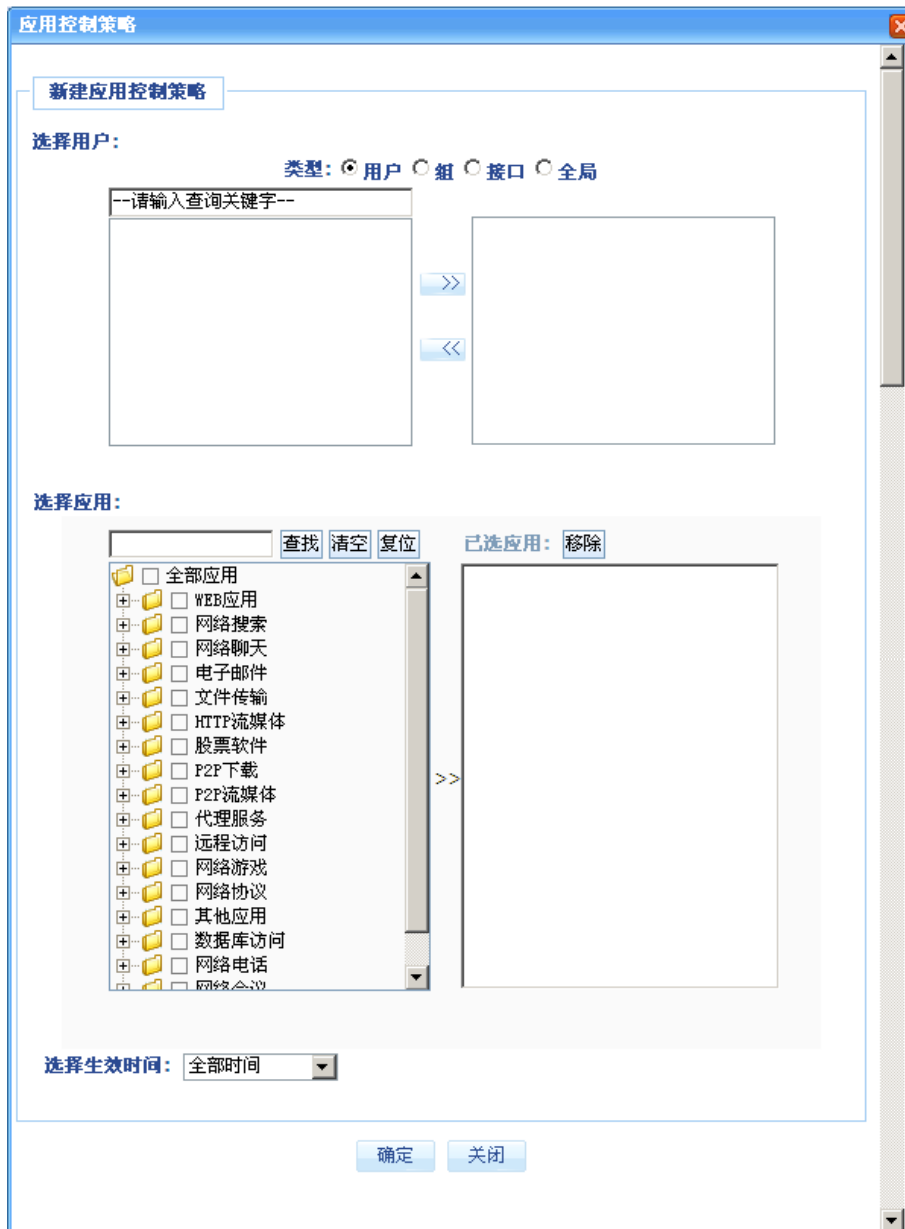 应用控制策略
新建应用控制策略
选择用户：
类型： 用户 组 接口 全局
--请输入查询关键字--
>>
<<
选择应用：
查找 清空 复位 已选应用： 移除
全部应用
WEB应用
网络搜索
网络聊天
电子邮件
文件传输
HTTP流媒体
股票软件
P2P下载
P2P流媒体
>>
代理服务
远程访问
网络游戏
网络协议
其他应用
数据库访问
网络电话
网络会议
选择生效时间： 全部时间
确定 关闭